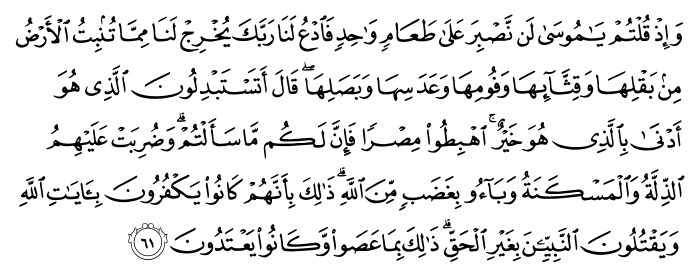 وَإِذْ قُلْتُمْ يَـٰمُوسَىٰ لَن نَّصْبِرَ عَلَىٰ طَعَامٍ وَٰحِدٍ فَٱدْعُ لَنَا رَبَّكَ يُخْرِجْ لَنَا مِمَّا تُنۢبِتُ ٱلْأَرْضُ
مِنۢ بَقْلِهَا وَقِثَّآئِهَا وَفُومِهَا وَعَدَسِهَا وَبَصَلِهَا ۖ قَالَ أَتَسْتَبْدِلُونَ ٱلَّذِى هُوَ
أَدْنَىٰ بِٱلَّذِى هُوَ خَيْرٌ ۚ ٱهْبِطُوا۟ مِصْرًا فَإِنَّ لَكُم مَّا سَأَلْتُمْ ۗ وَضُرِبَتْ عَلَيْهِمُ
ٱلذِّلَّةُ وَٱلْمَسْكَنَةُ وَبَآءُو بِغَضَبٍ مِّنَ ٱللَّهِ ۗ ذَٰلِكَ بِأَنَّهُمْ كَانُوا۟ يَكْفُرُونَ بِـَٔايَـٰتِ ٱللَّهِ
وَيَقْتُلُونَ ٱلنَّبِيِّـۧنَ بِغَيْرِ ٱلْحَقِّ ۗ ذَٰلِكَ بِمَا عَصَوا۟ وَّكَانُوا۟ يَعْتَدُونَ ٦١